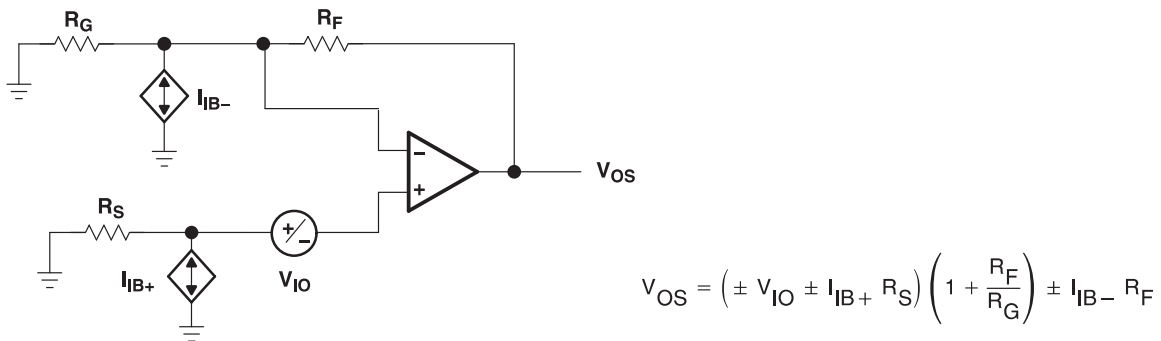 R_G
R_F
I_IB–
–
+
V_OS
R_S
+/–
I_IB+
V_IO
V_OS = (± V_IO ± I_IB+ R_S) (1 + R_F/R_G) ± I_IB– R_F